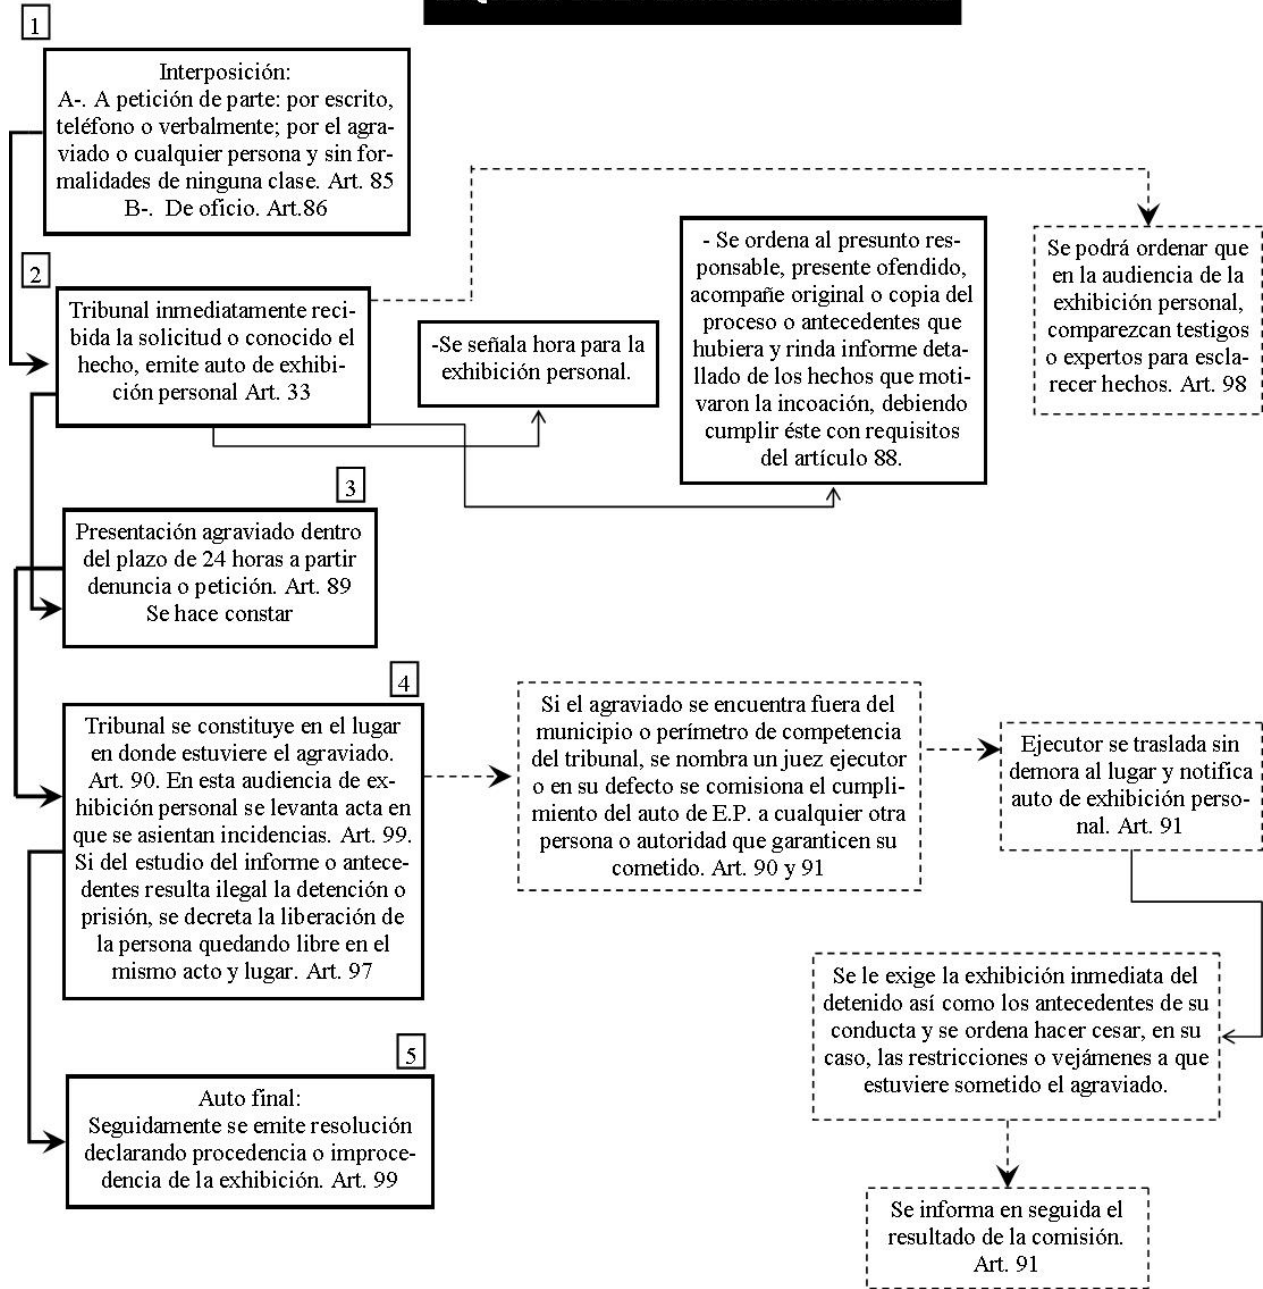 1
Interposición:
A-. A petición de parte: por escrito,
teléfono o verbalmente; por el agra-
viado o cualquier persona y sin for-
malidades de ninguna clase. Art. 85
B-. De oficio. Art.86
2
Tribunal inmediatamente reci-
bida la solicitud o conocido el
hecho, emite auto de exhibi-
ción personal Art. 33
-Se señala hora para la
exhibición personal.
- Se ordena al presunto res-
ponsable, presente ofendido,
acompañe original o copia del
proceso o antecedentes que
hubiera y rinda informe deta-
llado de los hechos que moti-
varon la incoación, debiendo
cumplir éste con requisitos
del artículo 88.
Se podrá ordenar que
en la audiencia de la
exhibición personal,
comparezcan testigos
o expertos para escla-
recer hechos. Art. 98
3
Presentación agraviado dentro
del plazo de 24 horas a partir
denuncia o petición. Art. 89
Se hace constar
4
Tribunal se constituye en el lugar
en donde estuviere el agraviado.
Art. 90. En esta audiencia de ex-
hibición personal se levanta acta en
que se asientan incidencias. Art. 99.
Si del estudio del informe o antece-
dentes resulta ilegal la detención o
prisión, se decreta la liberación de
la persona quedando libre en el
mismo acto y lugar. Art. 97
Si el agraviado se encuentra fuera del
municipio o perímetro de competencia
del tribunal, se nombra un juez ejecutor
o en su defecto se comisiona el cumpli-
miento del auto de E.P. a cualquier otra
persona o autoridad que garanticen su
cometido. Art. 90 y 91
Ejecutor se traslada sin
demora al lugar y notifica
auto de exhibición perso-
nal. Art. 91
Se le exige la exhibición inmediata del
detenido así como los antecedentes de su
conducta y se ordena hacer cesar, en su
caso, las restricciones o vejámenes a que
estuviere sometido el agraviado.
Se informa en seguida el
resultado de la comisión.
Art. 91
5
Auto final:
Seguidamente se emite resolución
declarando procedencia o improce-
dencia de la exhibición. Art. 99